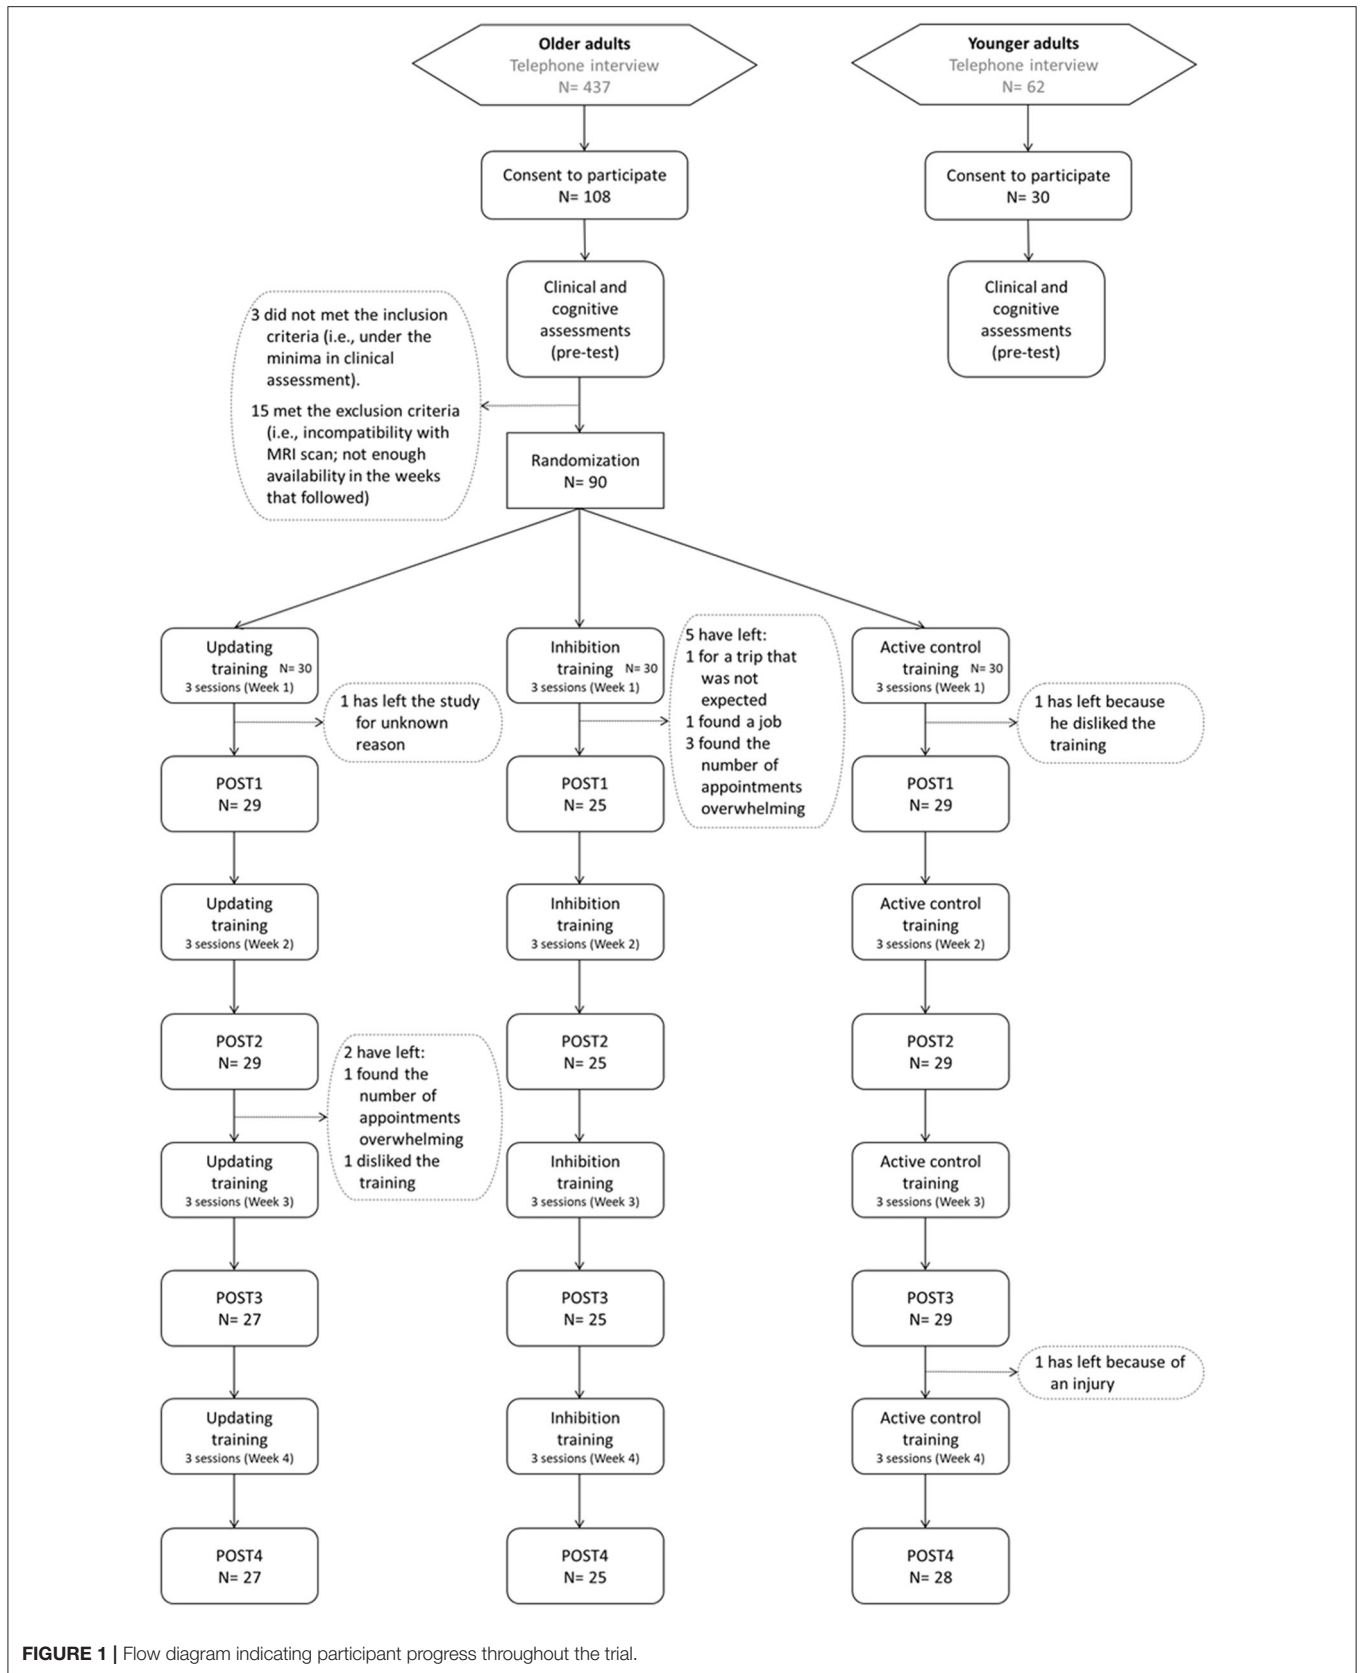 Older adults
Telephone interview
N= 437
Younger adults
Telephone interview
N= 62
Consent to participate
N= 108
Consent to participate
N= 30
Clinical and
cognitive
assessments
(pre-test)
Clinical and
cognitive
assessments
(pre-test)
3 did not met the inclusion
criteria (i.e., under the
minima in clinical
assessment).
15 met the exclusion criteria
(i.e., incompatibility with
MRI scan; not enough
availability in the weeks
that followed)
Randomization
N= 90
Updating
training N= 30
3 sessions (Week 1)
Inhibition
training N= 30
3 sessions (Week 1)
Active control
training N= 30
3 sessions (Week 1)
1 has left the study
for unknown
reason
5 have left:
1 for a trip that
was not
expected
1 found a job
3 found the
number of
appointments
overwhelming
1 has left because
he disliked the
training
POST1
N= 29
POST1
N= 25
POST1
N= 29
Updating
training
3 sessions (Week 2)
Inhibition
training
3 sessions (Week 2)
Active control
training
3 sessions (Week 2)
POST2
N= 29
POST2
N= 25
POST2
N= 29
2 have left:
1 found the
number of
appointments
overwhelming
1 disliked the
training
Updating
training
3 sessions (Week 3)
Inhibition
training
3 sessions (Week 3)
Active control
training
3 sessions (Week 3)
POST3
N= 27
POST3
N= 25
POST3
N= 29
1 has left because of
an injury
Updating
training
3 sessions (Week 4)
Inhibition
training
3 sessions (Week 4)
Active control
training
3 sessions (Week 4)
POST4
N= 27
POST4
N= 25
POST4
N= 28
FIGURE 1 | Flow diagram indicating participant progress throughout the trial.